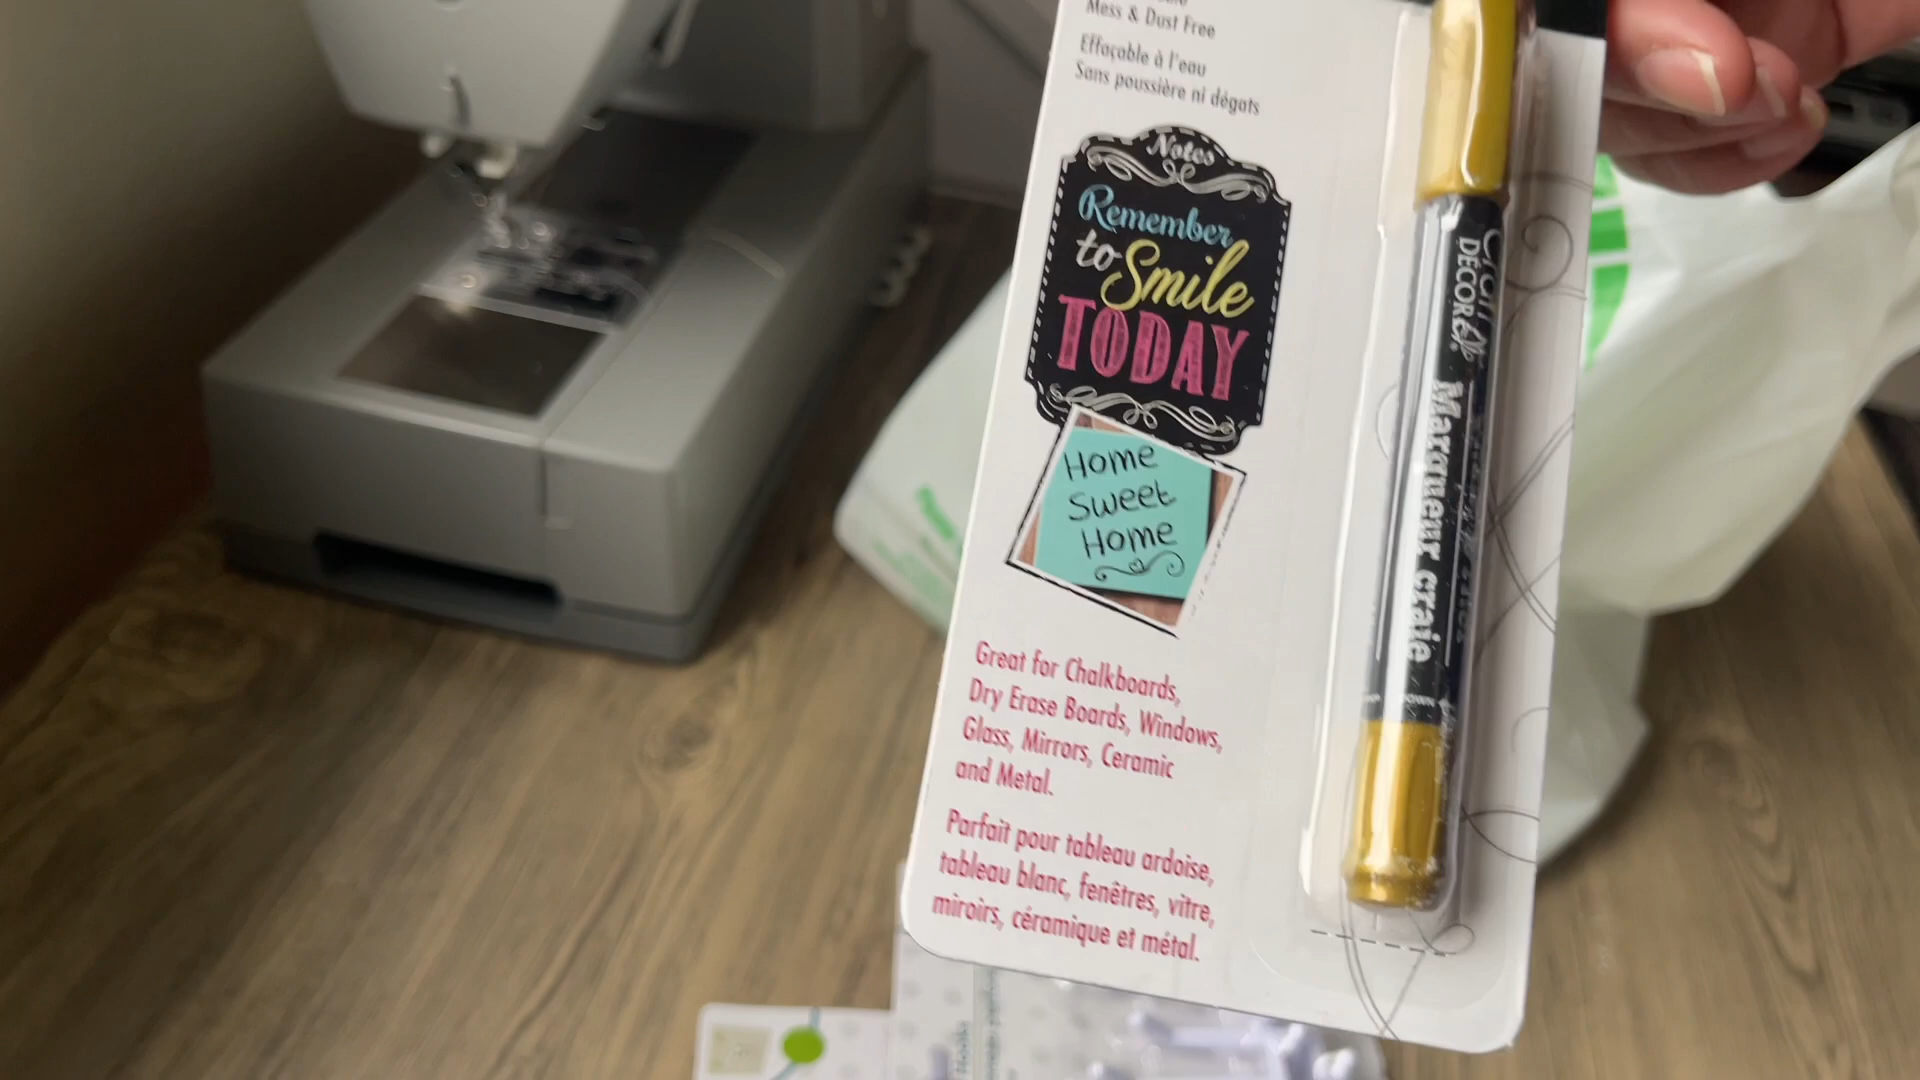 Mess & Dust Free
Effaçable à l'eau
Sans poussière ni dégats
Notes
Remember
to Smile
TODAY
Home
Sweet
Home
Great for Chalkboards,
Dry Erase Boards, Windows,
Glass, Mirrors, Ceramic
and Metal.
Parfait pour tableau ardoise,
tableau blanc, fenêtres, vitre,
miroirs, céramique et métal.
DÉCOR
Marqueur craie